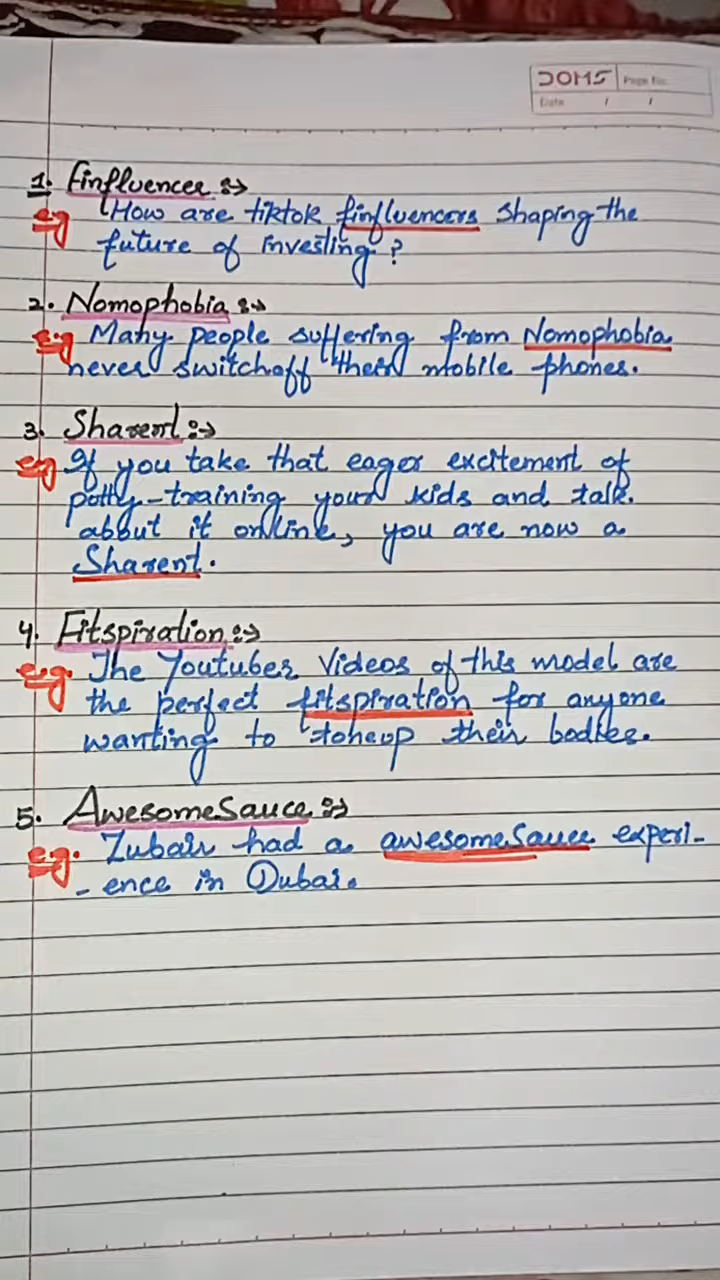 DOMS Page No.
Date / /
1. Finfluencer :->
eg How are tiktok finfluencers shaping the
future of investing?
2. Nomophobia :->
e.g Many people suffering from Nomophobia
never switchoff their mobile phones.
3. Sharent :->
eg If you take that eager excitement of
potty-training your kids and talk
about it online, you are now a
Sharent.
4. Fitspiration :->
e.g. The Youtuber Videos of this model are
the perfect fitspiration for anyone
wanting to toneup their bodies.
5. AwesomeSauce :->
eg. Zubair had a awesomeSauce experi-
- ence in Dubai.